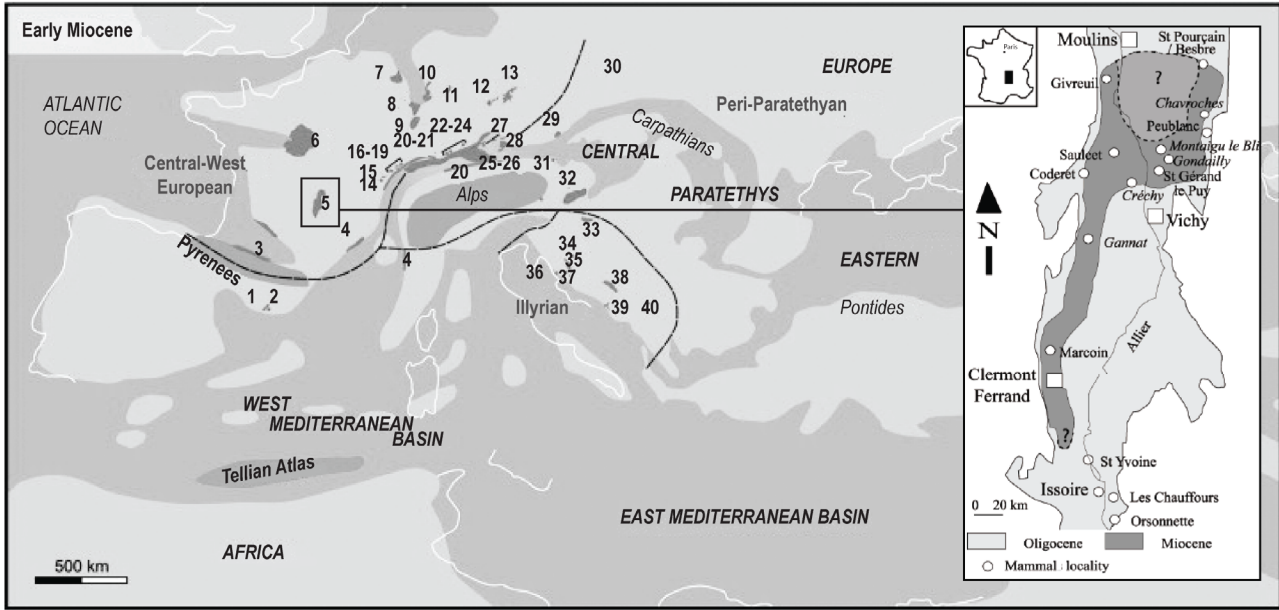 Early Miocene
ATLANTIC
OCEAN
7
10
13
12
11
8
30
EUROPE
Peri-Paratethyan
9
20-21
22-24
27
29
28
Carpathians
6
16-19
15
14
25-26
20
31
CENTRAL
Central-West
European
32
Alps
PARATETHYS
5
4
3
Pyrenees
4
33
34
35
36
37
38
EASTERN
1
2
Illyrian
39
40
Pontides
WEST
MEDITERRANEAN
BASIN
Tellian Atlas
EAST MEDITERRANEAN BASIN
AFRICA
500 km
Paris
Moulins
St Pourçain
/ Besbre
?
Givreuil
Chavroches
Peublanc
Montaigu le Bli
Sauleet
Gondailly
Coderet
St Gérand
le Puy
Créchy
N
Vichy
Gannat
Allier
Marcoin
Clermont
Ferrand
?
St Yvoine
Issoire
Les Chauffours
0 20 km
Orsonnette
Oligocene
Miocene
Mammal locality